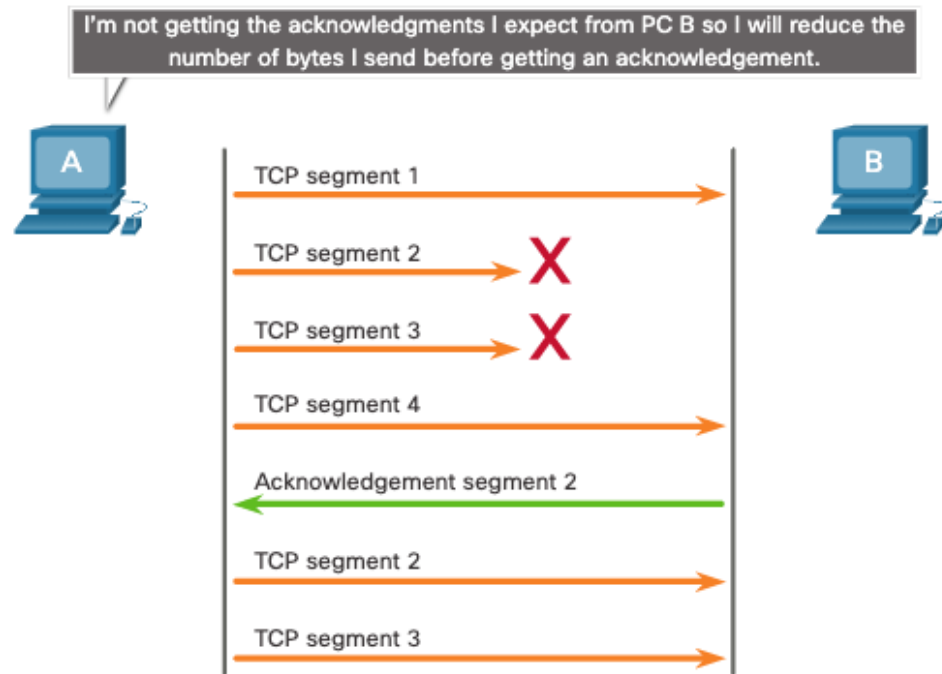 I'm not getting the acknowledgments I expect from PC B so I will reduce the
number of bytes I send before getting an acknowledgement.
A
B
TCP segment 1
TCP segment 2
X
TCP segment 3
X
TCP segment 4
Acknowledgement segment 2
TCP segment 2
TCP segment 3